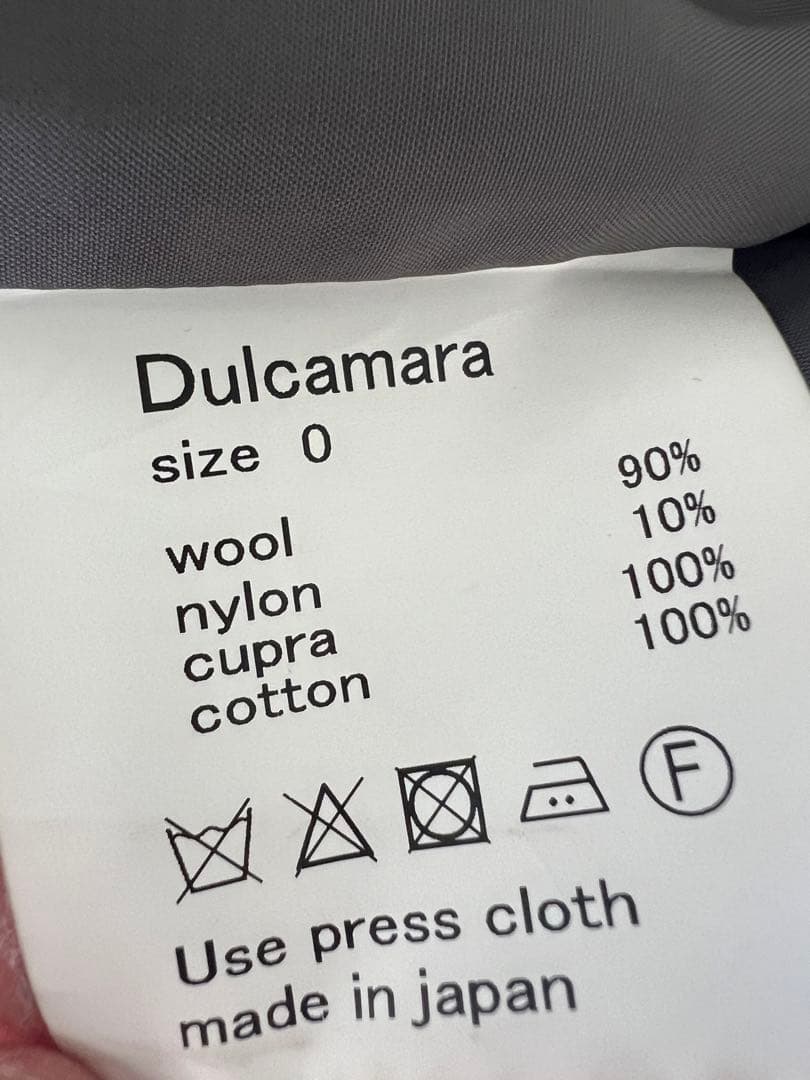 Dulcamara
size 0
wool 90%
nylon 10%
cupra 100%
cotton 100%
F
Use press cloth
made in japan